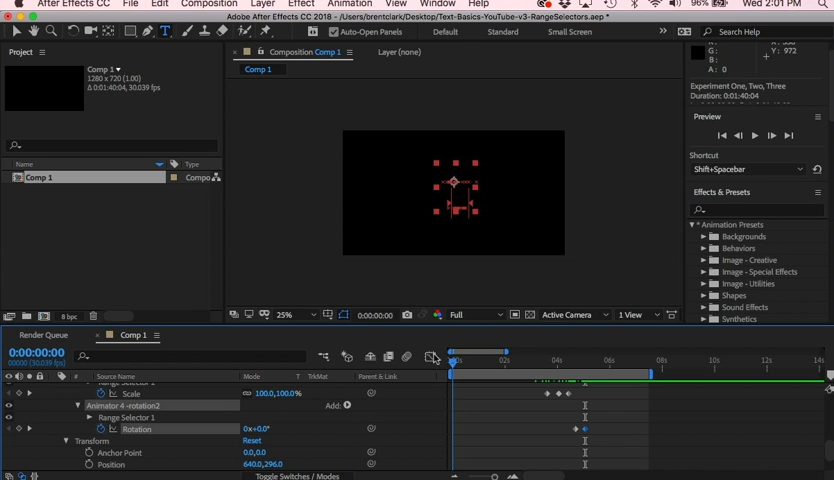 After Effects CC File Edit Composition Layer Effect Animation View Window Help 96% Wed 2:01 PM
Adobe After Effects CC 2018 - /Users/brentclark/Desktop/Text-Basics-YouTube-v3-RangeSelectors.aep *
Auto-Open Panels Default Standard Small Screen Search Help
Project
Composition Comp 1
Layer (none)
G:
Y: 972
B:
A: 0
Comp 1
1280 x 720 (1.00)
Δ 0:01:40:04, 30.039 fps
Comp 1
Experiment One, Two, Three
Duration: 0:01:40:04
Preview
Shortcut
Shift+Spacebar
Name Type
Comp 1 Compo
Effects & Presets
* Animation Presets
Backgrounds
Behaviors
Image - Creative
Image - Special Effects
Image - Utilities
Shapes
Sound Effects
Synthetics
8 bpc
25% 0:00:00:00 Full Active Camera 1 View
Render Queue
Comp 1
0:00:00:00
00000 (30.039 fps)
02s 04s 06s 08s 10s 12s 14s
# Source Name Mode T TrkMat Parent & Link
Range Selector 1
Scale 100.0,100.0%
Animator 4 -rotation2 Add:
Range Selector 1
Rotation 0x+0.0°
Transform Reset
Anchor Point 0.0,0.0
Position 640.0,296.0
Toggle Switches / Modes